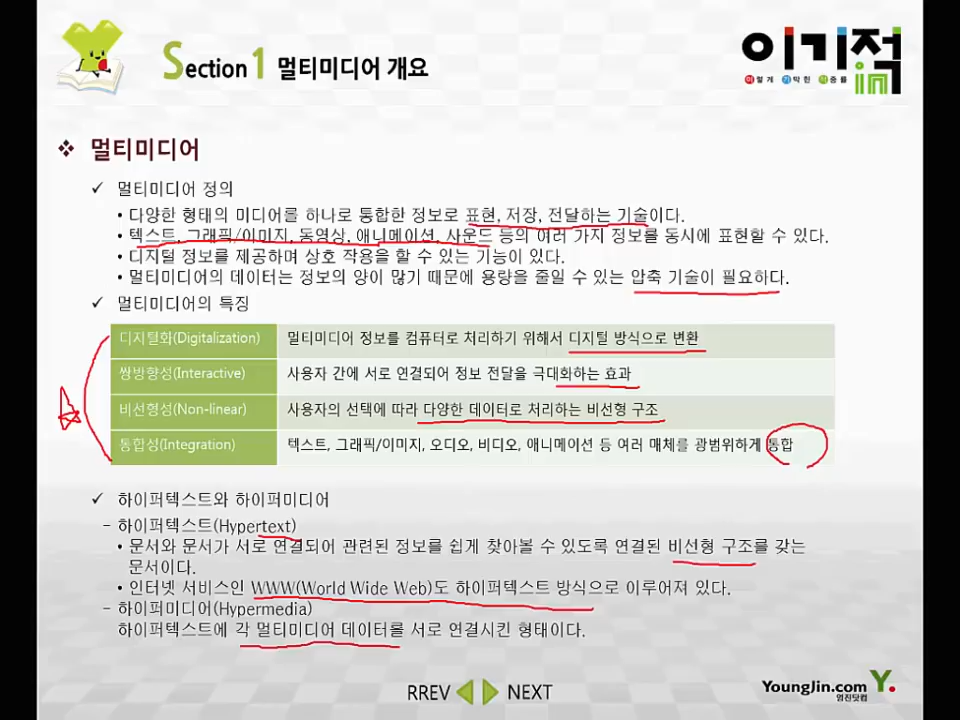 Section 1 멀티미디어 개요
이기적 in
이렇게 기막힌 적중률
❖ 멀티미디어
✓ 멀티미디어 정의
• 다양한 형태의 미디어를 하나로 통합한 정보로 표현, 저장, 전달하는 기술이다.
• 텍스트, 그래픽/이미지, 동영상, 애니메이션, 사운드 등의 여러 가지 정보를 동시에 표현할 수 있다.
• 디지털 정보를 제공하며 상호 작용을 할 수 있는 기능이 있다.
• 멀티미디어의 데이터는 정보의 양이 많기 때문에 용량을 줄일 수 있는 압축 기술이 필요하다.
✓ 멀티미디어의 특징
디지털화(Digitalization) 멀티미디어 정보를 컴퓨터로 처리하기 위해서 디지털 방식으로 변환
쌍방향성(Interactive) 사용자 간에 서로 연결되어 정보 전달을 극대화하는 효과
비선형성(Non-linear) 사용자의 선택에 따라 다양한 데이터로 처리하는 비선형 구조
통합성(Integration) 텍스트, 그래픽/이미지, 오디오, 비디오, 애니메이션 등 여러 매체를 광범위하게 통합
✓ 하이퍼텍스트와 하이퍼미디어
– 하이퍼텍스트(Hypertext)
• 문서와 문서가 서로 연결되어 관련된 정보를 쉽게 찾아볼 수 있도록 연결된 비선형 구조를 갖는
문서이다.
• 인터넷 서비스인 WWW(World Wide Web)도 하이퍼텍스트 방식으로 이루어져 있다.
– 하이퍼미디어(Hypermedia)
하이퍼텍스트에 각 멀티미디어 데이터를 서로 연결시킨 형태이다.
RREV NEXT
YoungJin.com Y.
영진닷컴